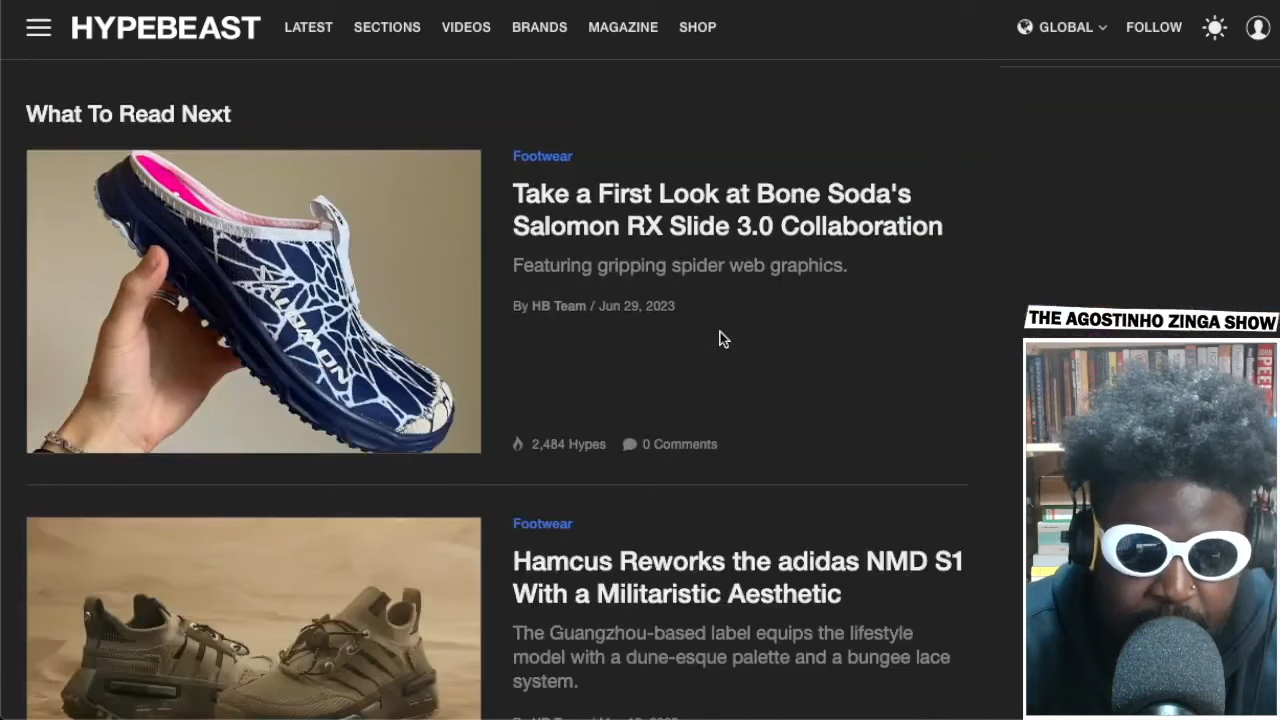 HYPEBEAST LATEST SECTIONS VIDEOS BRANDS MAGAZINE SHOP GLOBAL FOLLOW
What To Read Next
Footwear
Take a First Look at Bone Soda's
Salomon RX Slide 3.0 Collaboration
Featuring gripping spider web graphics.
By HB Team / Jun 29, 2023
SALOMON
2,484 Hypes 0 Comments
THE AGOSTINHO ZINGA SHOW
Footwear
Hamcus Reworks the adidas NMD S1
With a Militaristic Aesthetic
The Guangzhou-based label equips the lifestyle
model with a dune-esque palette and a bungee lace
system.